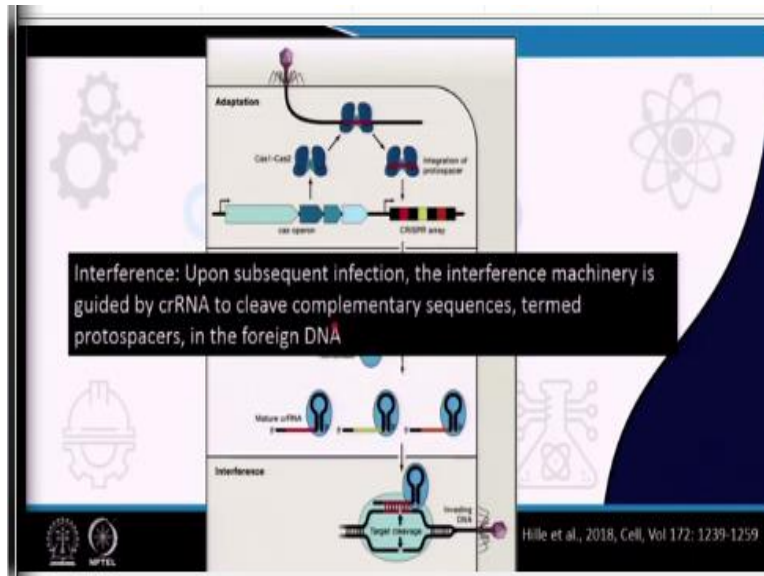 Adaptation
Cas1-Cas2
Integration of
protospacer
cas operon
CRISPR array
Interference: Upon subsequent infection, the interference machinery is
guided by crRNA to cleave complementary sequences, termed
protospacers, in the foreign DNA
Mature crRNA
Interference
Invading
DNA
Target cleavage
Hille et al., 2018, Cell, Vol 172: 1239-1259
NPTEL